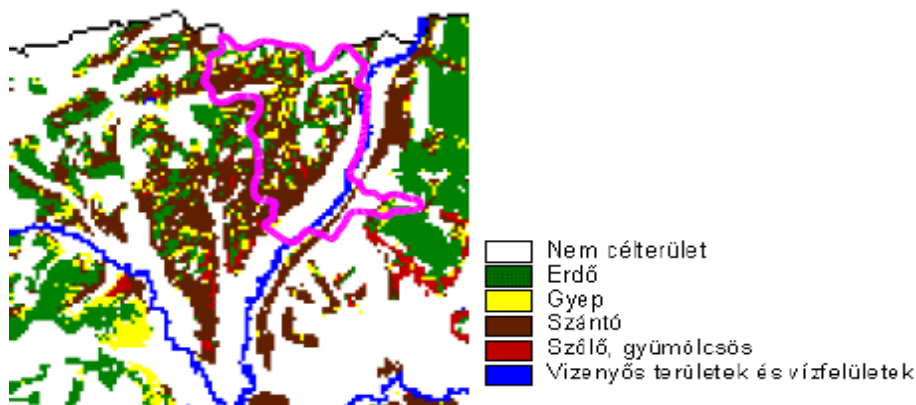 Nem célterület
Erdő
Gyep
Szántó
Szőlő, gyümölcsös
Vizenyős területek és vízfelületek